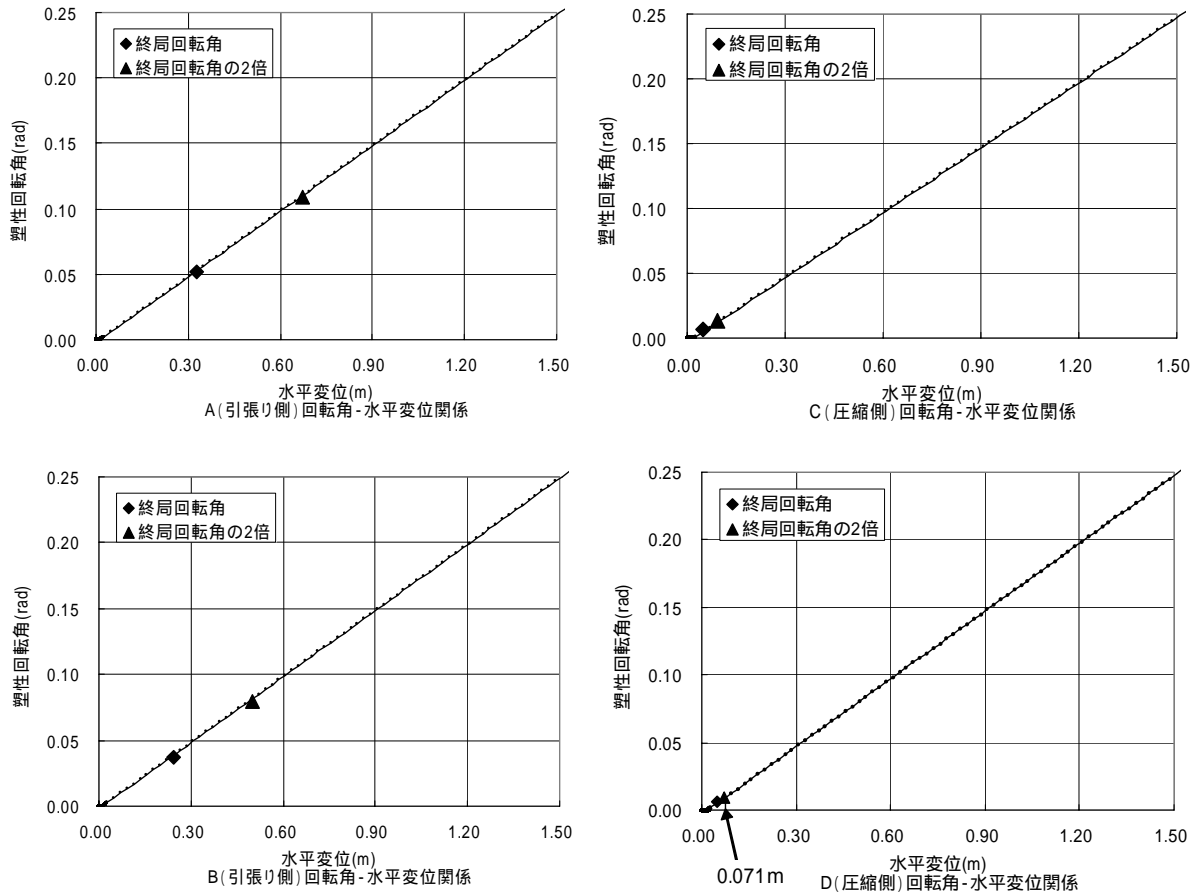 0.25
0.20
0.15
0.10
0.05
0.00
塑性回転角(rad)
◆終局回転角
▲終局回転角の2倍
0.00 0.30 0.60 0.90 1.20 1.50
水平変位(m)
A(引張り側)回転角-水平変位関係
0.25
0.20
0.15
0.10
0.05
0.00
塑性回転角(rad)
◆終局回転角
▲終局回転角の2倍
0.00 0.30 0.60 0.90 1.20 1.50
水平変位(m)
C(圧縮側)回転角-水平変位関係
0.25
0.20
0.15
0.10
0.05
0.00
塑性回転角(rad)
◆終局回転角
▲終局回転角の2倍
0.00 0.30 0.60 0.90 1.20 1.50
水平変位(m)
B(引張り側)回転角-水平変位関係
0.25
0.20
0.15
0.10
0.05
0.00
塑性回転角(rad)
◆終局回転角
▲終局回転角の2倍
0.00 0.30 0.60 0.90 1.20 1.50
水平変位(m)
0.071m
D(圧縮側)回転角-水平変位関係